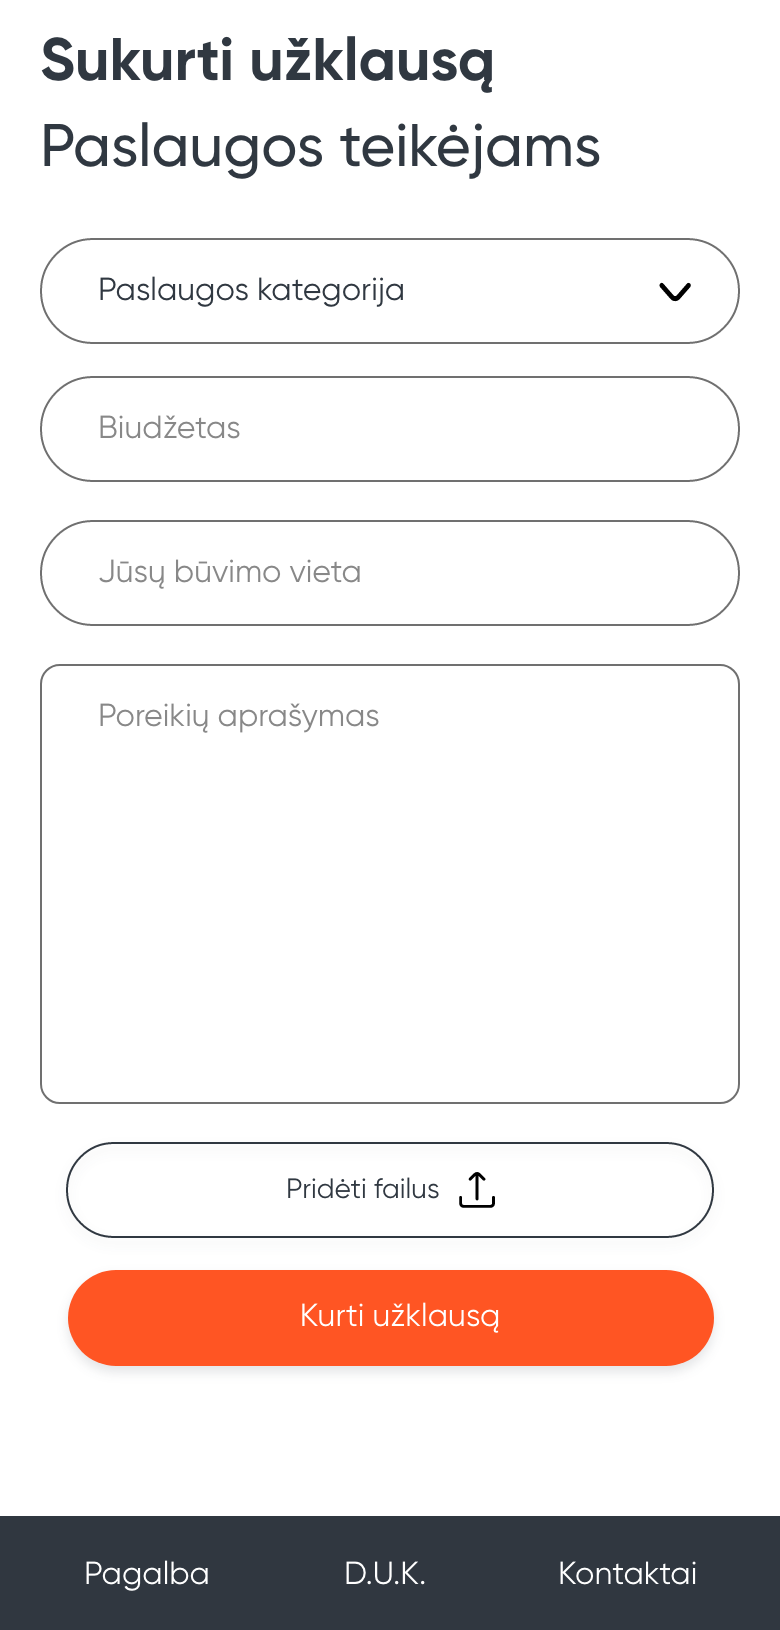 Sukurti užklausą
Paslaugos teikėjams
Paslaugos kategorija
Biudžetas
Jūsų būvimo vieta
Poreikių aprašymas
Pridėti failus
Kurti užklausą
Pagalba D.U.K. Kontaktai